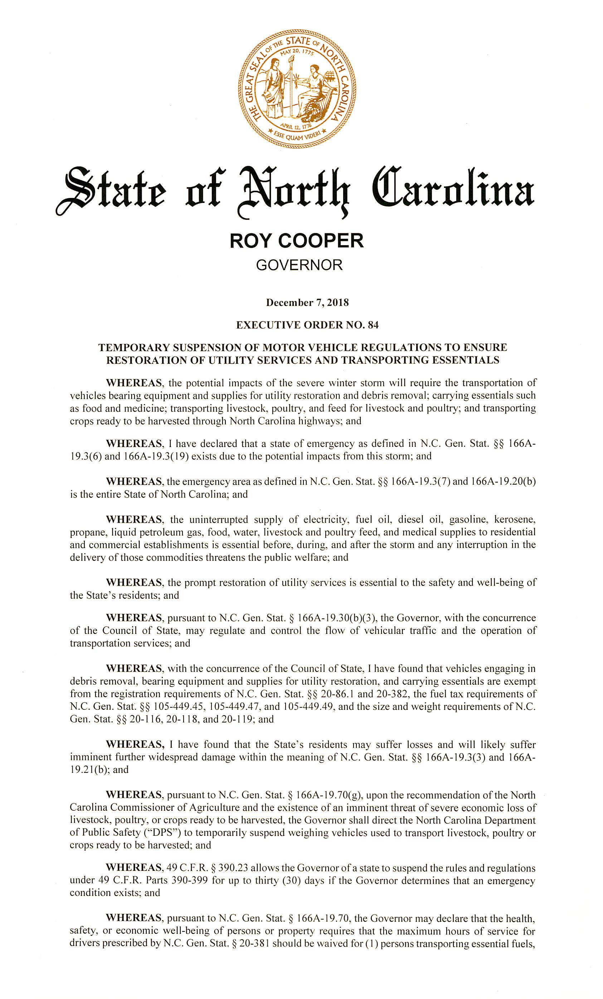 THE GREAT SEAL OF THE STATE OF NORTH CAROLINA
MAY 20, 1775
APRIL 12, 1776
★ ESSE QUAM VIDERI ★
State of North Carolina
ROY COOPER
GOVERNOR
December 7, 2018
EXECUTIVE ORDER NO. 84
TEMPORARY SUSPENSION OF MOTOR VEHICLE REGULATIONS TO ENSURE
RESTORATION OF UTILITY SERVICES AND TRANSPORTING ESSENTIALS
WHEREAS, the potential impacts of the severe winter storm will require the transportation of
vehicles bearing equipment and supplies for utility restoration and debris removal; carrying essentials such
as food and medicine; transporting livestock, poultry, and feed for livestock and poultry; and transporting
crops ready to be harvested through North Carolina highways; and
WHEREAS, I have declared that a state of emergency as defined in N.C. Gen. Stat. §§ 166A-
19.3(6) and 166A-19.3(19) exists due to the potential impacts from this storm; and
WHEREAS, the emergency area as defined in N.C. Gen. Stat. §§ 166A-19.3(7) and 166A-19.20(b)
is the entire State of North Carolina; and
WHEREAS, the uninterrupted supply of electricity, fuel oil, diesel oil, gasoline, kerosene,
propane, liquid petroleum gas, food, water, livestock and poultry feed, and medical supplies to residential
and commercial establishments is essential before, during, and after the storm and any interruption in the
delivery of those commodities threatens the public welfare; and
WHEREAS, the prompt restoration of utility services is essential to the safety and well-being of
the State's residents; and
WHEREAS, pursuant to N.C. Gen. Stat. § 166A-19.30(b)(3), the Governor, with the concurrence
of the Council of State, may regulate and control the flow of vehicular traffic and the operation of
transportation services; and
WHEREAS, with the concurrence of the Council of State, I have found that vehicles engaging in
debris removal, bearing equipment and supplies for utility restoration, and carrying essentials are exempt
from the registration requirements of N.C. Gen. Stat. §§ 20-86.1 and 20-382, the fuel tax requirements of
N.C. Gen. Stat. §§ 105-449.45, 105-449.47, and 105-449.49, and the size and weight requirements of N.C.
Gen. Stat. §§ 20-116, 20-118, and 20-119; and
WHEREAS, I have found that the State's residents may suffer losses and will likely suffer
imminent further widespread damage within the meaning of N.C. Gen. Stat. §§ 166A-19.3(3) and 166A-
19.21(b); and
WHEREAS, pursuant to N.C. Gen. Stat. § 166A-19.70(g), upon the recommendation of the North
Carolina Commissioner of Agriculture and the existence of an imminent threat of severe economic loss of
livestock, poultry, or crops ready to be harvested, the Governor shall direct the North Carolina Department
of Public Safety ("DPS") to temporarily suspend weighing vehicles used to transport livestock, poultry or
crops ready to be harvested; and
WHEREAS, 49 C.F.R. § 390.23 allows the Governor of a state to suspend the rules and regulations
under 49 C.F.R. Parts 390-399 for up to thirty (30) days if the Governor determines that an emergency
condition exists; and
WHEREAS, pursuant to N.C. Gen. Stat. § 166A-19.70, the Governor may declare that the health,
safety, or economic well-being of persons or property requires that the maximum hours of service for
drivers prescribed by N.C. Gen. Stat. § 20-381 should be waived for (1) persons transporting essential fuels,